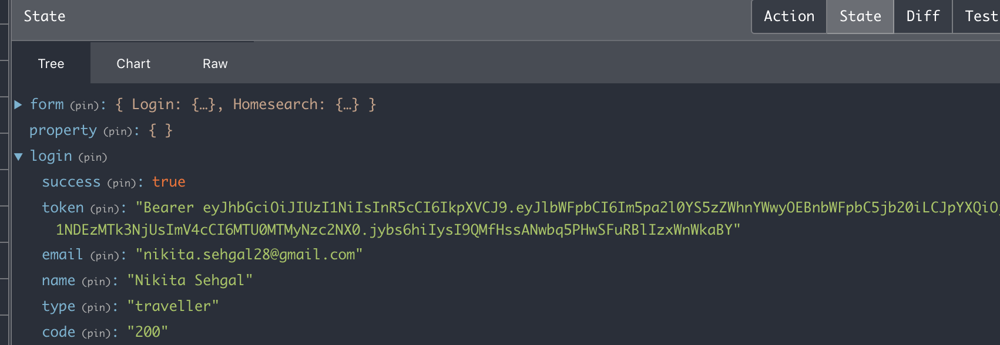 State Action State Diff Test
Tree Chart Raw
▶ form (pin): { Login: {…}, Homesearch: {…} }
property (pin): { }
▼ login (pin)
success (pin): true
token (pin): "Bearer eyJhbGciOiJIUzI1NiIsInR5cCI6IkpXVCJ9.eyJlbWFpbCI6Im5pa2l0YS5zZWhnYWwyOEBnbWFpbC5jb20iLCJpYXQiOj
1NDEzMTk3NjUsImV4cCI6MTU0MTMyNzc2NX0.jybs6hiIysI9QMfHssANwbq5PHwSFuRBlIzxWnWkaBY"
email (pin): "nikita.sehgal28@gmail.com"
name (pin): "Nikita Sehgal"
type (pin): "traveller"
code (pin): "200"